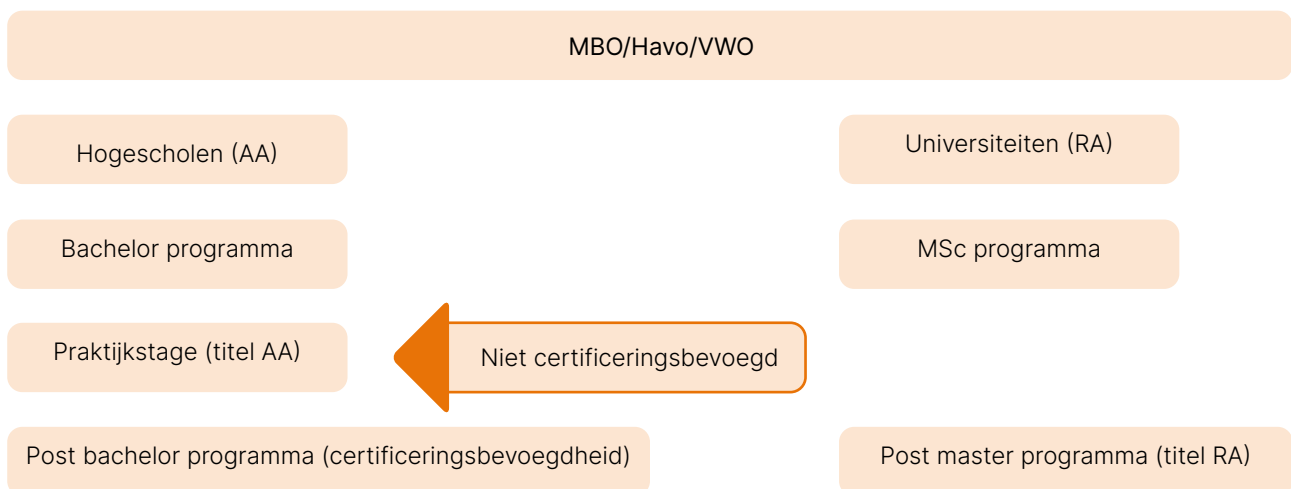 MBO/Havo/VWO
Hogescholen (AA)
Universiteiten (RA)
Bachelor programma
MSc programma
Praktijkstage (titel AA)
Niet certificeringsbevoegd
Post bachelor programma (certificeringsbevoegdheid)
Post master programma (titel RA)